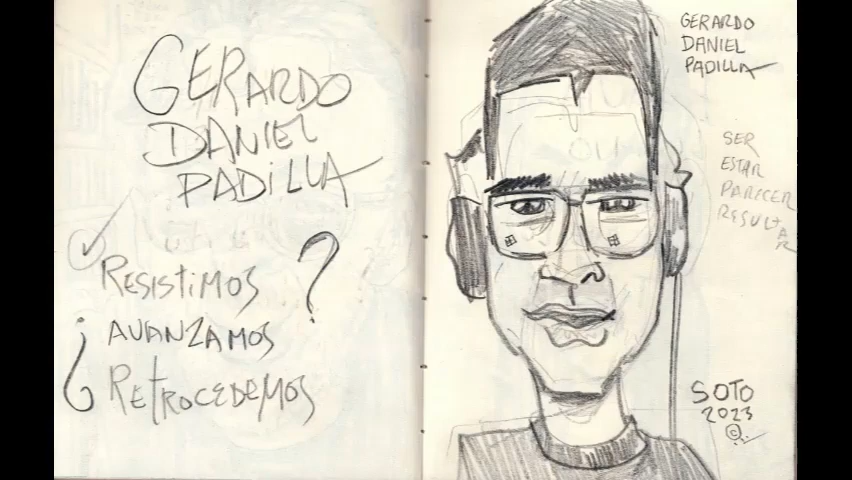 GERARDO
DANIEL
PADILLA
RESISTIMOS ?
AVANZAMOS
¿ RETROCEDEMOS
GERARDO
DANIEL
PADILLA
SER
ESTAR
PARECER
RESULTAR
SOTO
2023
©